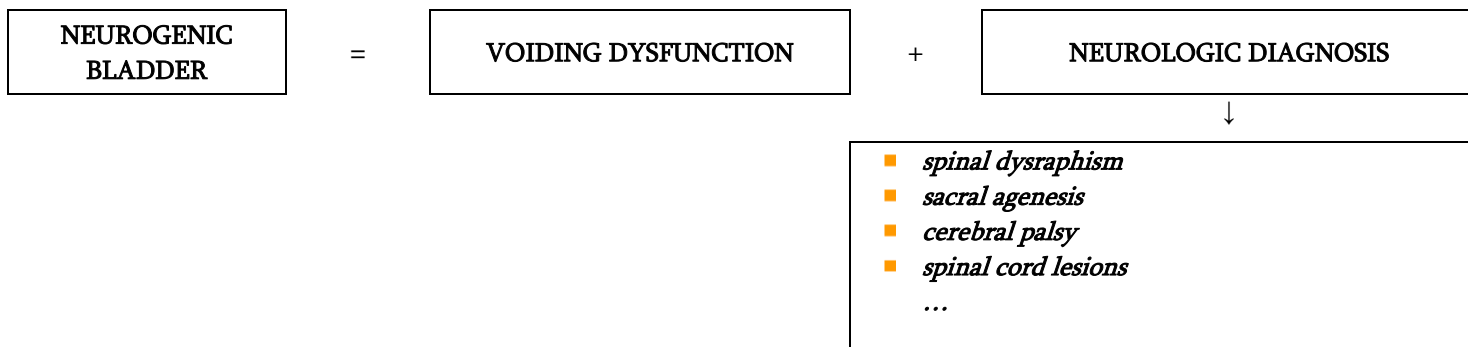 NEUROGENIC
BLADDER
=
VOIDING DYSFUNCTION
+
NEUROLOGIC DIAGNOSIS
↓
▪ spinal dysraphism
▪ sacral agenesis
▪ cerebral palsy
▪ spinal cord lesions
…